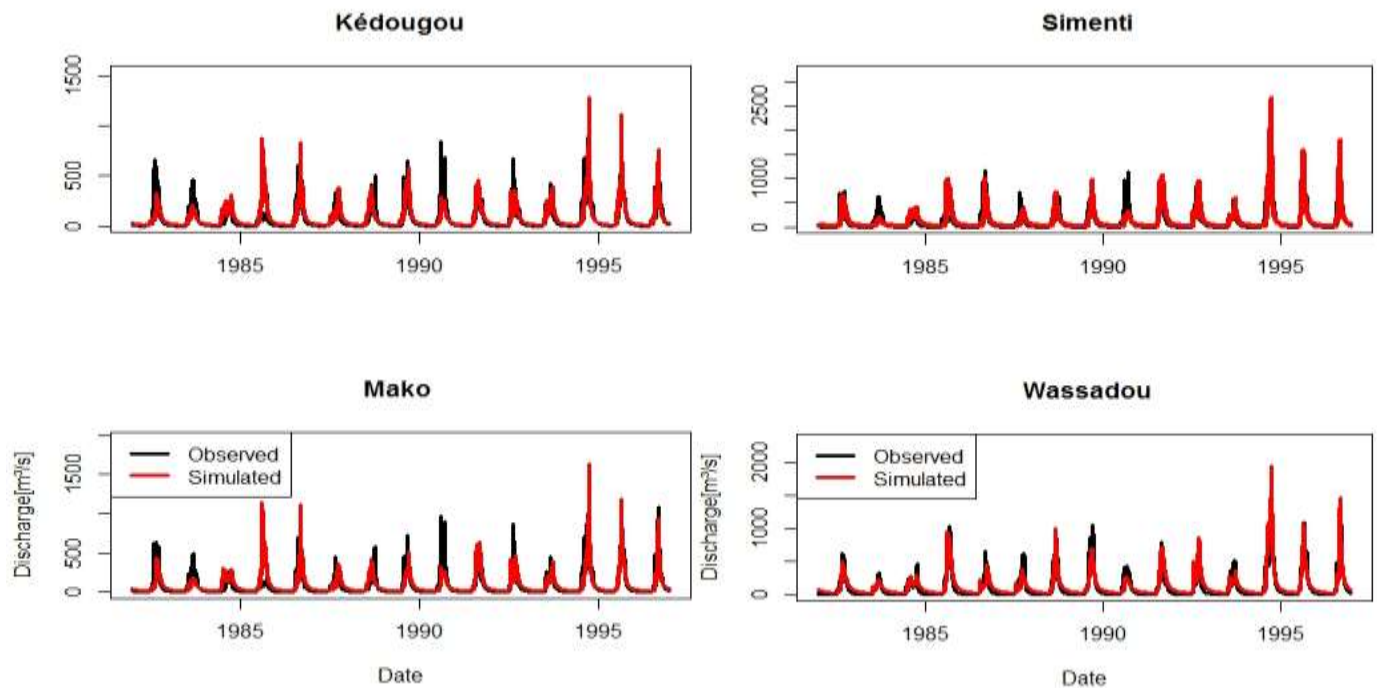 Kédougou
1500
500
0
1985 1990 1995
Simenti
2500
1000
0
1985 1990 1995
Mako
Observed
Simulated
Discharge[m³/s]
1500
500
0
1985 1990 1995
Date
Wassadou
Observed
Simulated
Discharge[m³/s]
2000
1000
0
1985 1990 1995
Date